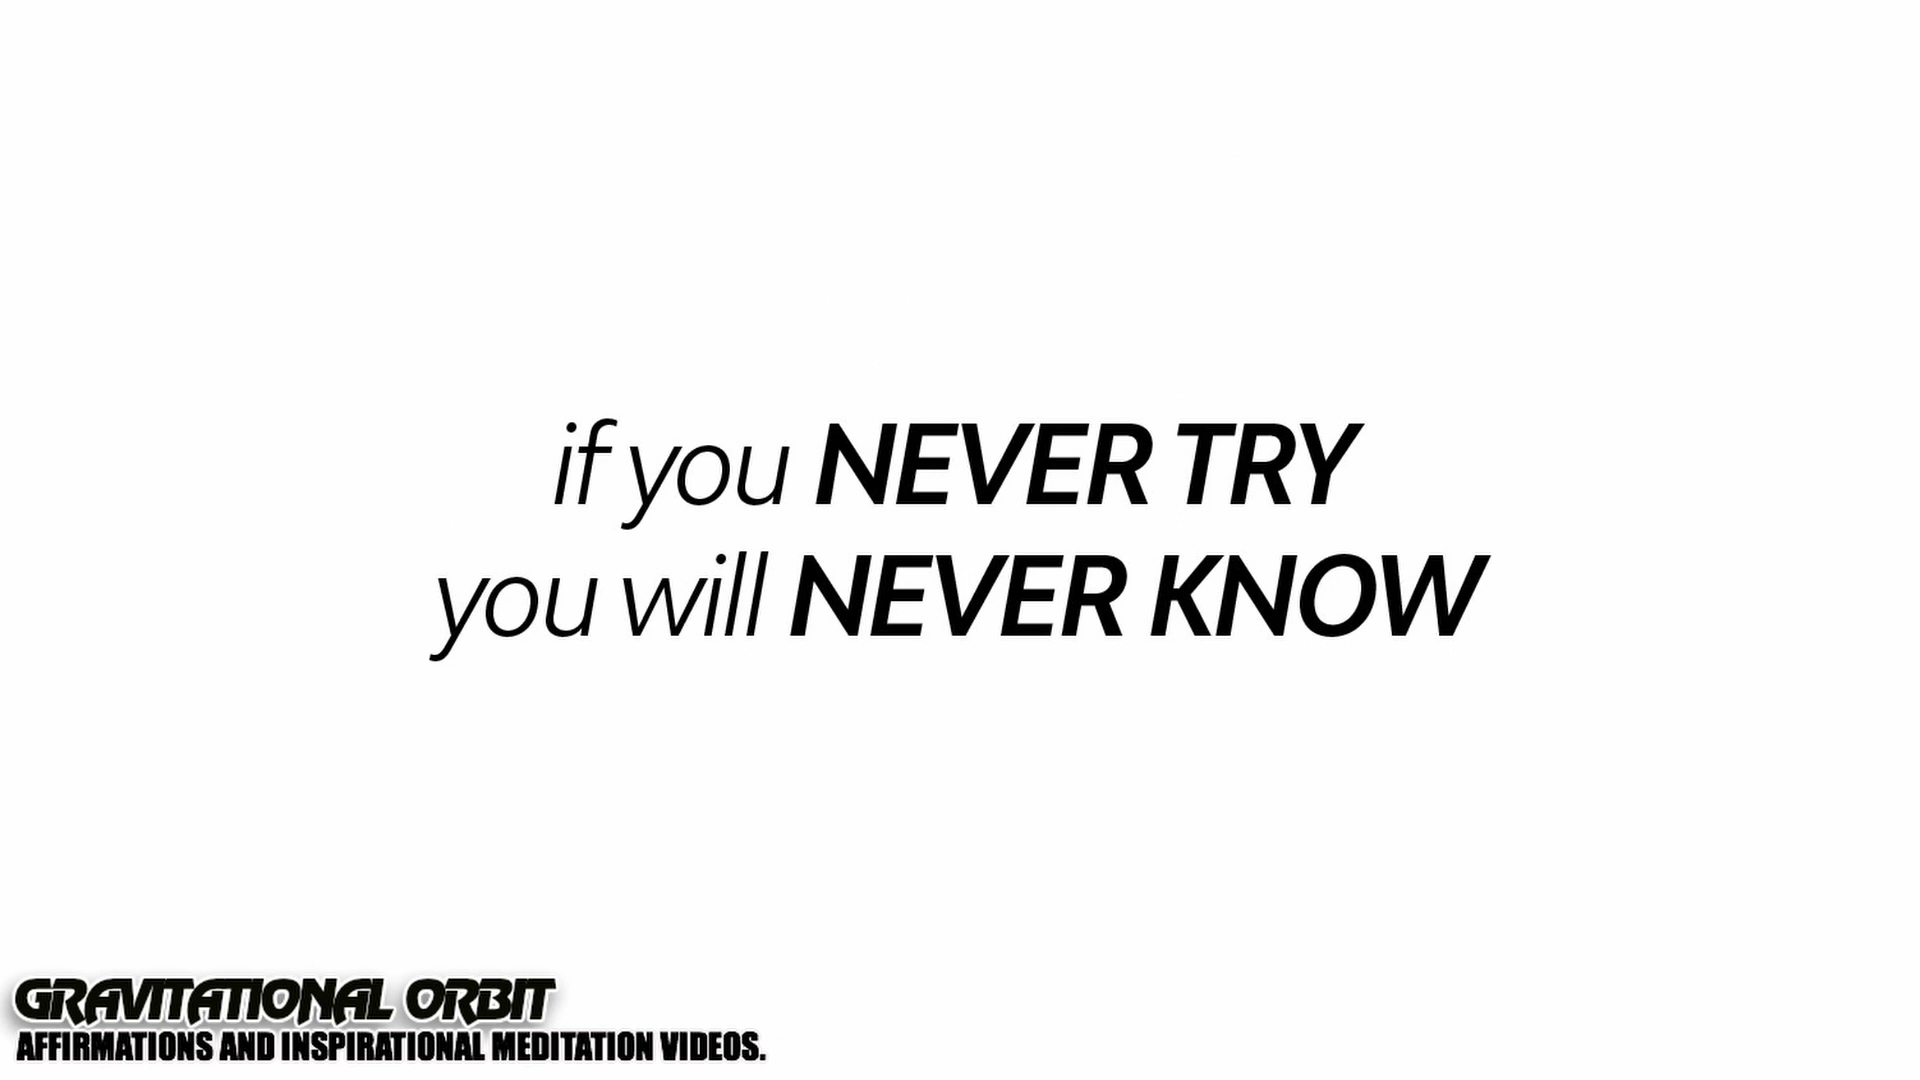 if you NEVER TRY
you will NEVER KNOW
GRAVITATIONAL ORBIT
AFFIRMATIONS AND INSPIRATIONAL MEDITATION VIDEOS.